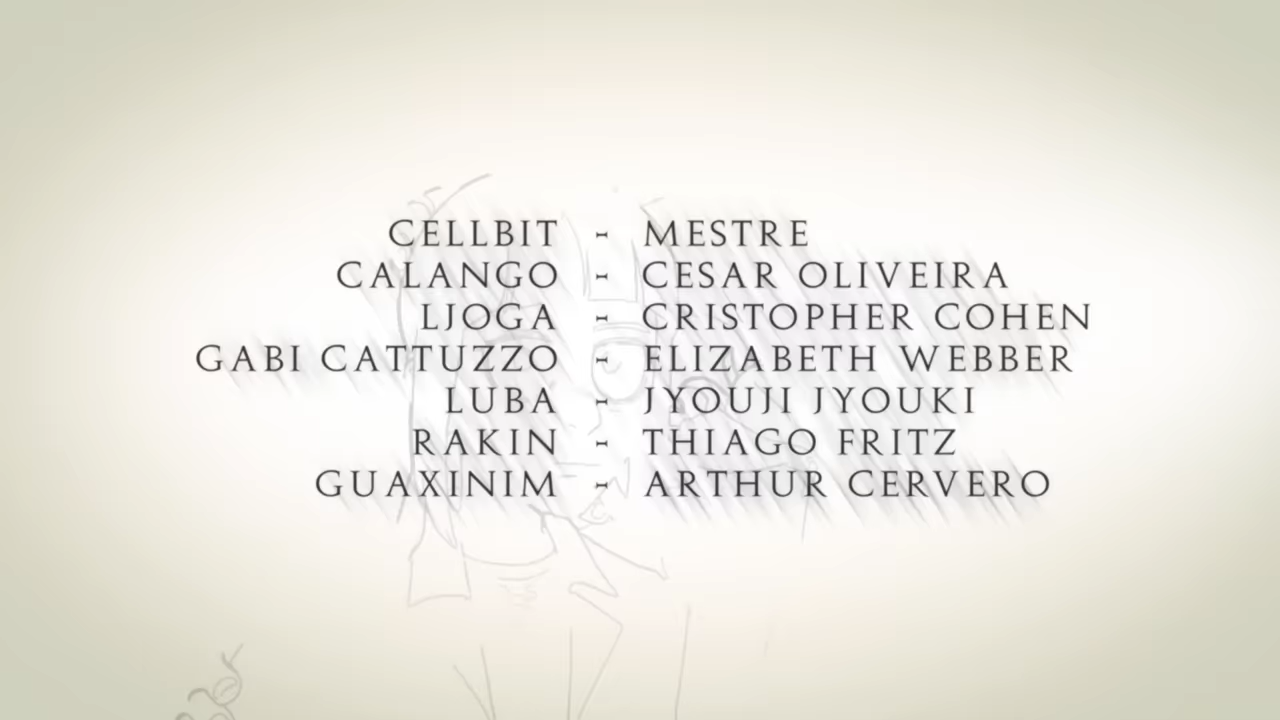 CELLBIT - MESTRE
CALANGO - CESAR OLIVEIRA
LJOGA - CRISTOPHER COHEN
GABI CATTUZZO - ELIZABETH WEBBER
LUBA - JYOUJI JYOUKI
RAKIN - THIAGO FRITZ
GUAXINIM - ARTHUR CERVERO